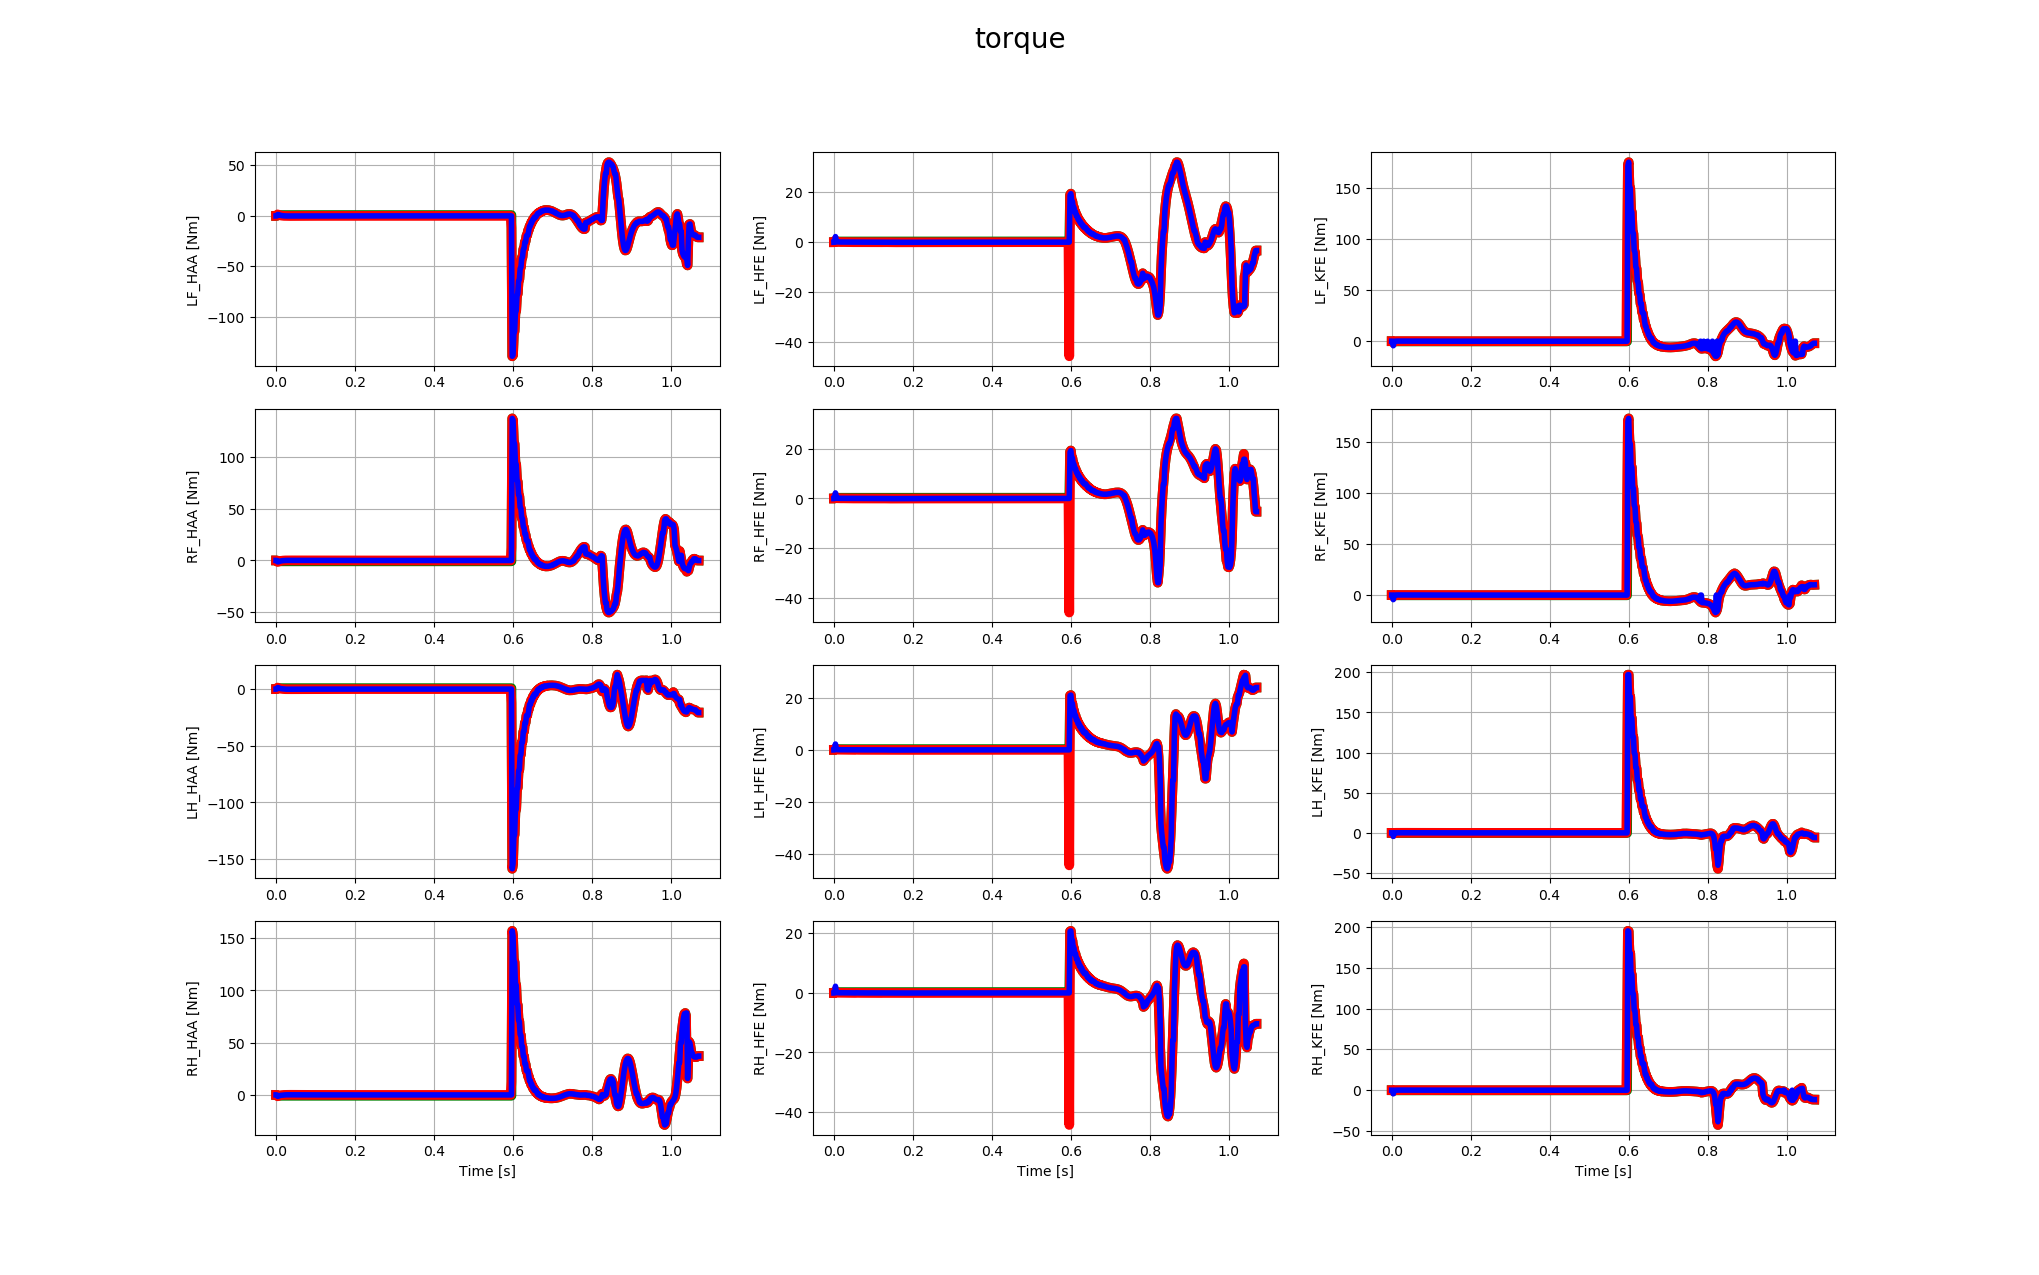 torque
LF_HAA [Nm]
50
0
−50
−100
0.0 0.2 0.4 0.6 0.8 1.0
LF_HFE [Nm]
20
0
−20
−40
0.0 0.2 0.4 0.6 0.8 1.0
LF_KFE [Nm]
150
100
50
0
0.0 0.2 0.4 0.6 0.8 1.0
RF_HAA [Nm]
100
50
0
−50
0.0 0.2 0.4 0.6 0.8 1.0
RF_HFE [Nm]
20
0
−20
−40
0.0 0.2 0.4 0.6 0.8 1.0
RF_KFE [Nm]
150
100
50
0
0.0 0.2 0.4 0.6 0.8 1.0
LH_HAA [Nm]
0
−50
−100
−150
0.0 0.2 0.4 0.6 0.8 1.0
LH_HFE [Nm]
20
0
−20
−40
0.0 0.2 0.4 0.6 0.8 1.0
LH_KFE [Nm]
200
150
100
50
0
−50
0.0 0.2 0.4 0.6 0.8 1.0
RH_HAA [Nm]
150
100
50
0
0.0 0.2 0.4 0.6 0.8 1.0
Time [s]
RH_HFE [Nm]
20
0
−20
−40
0.0 0.2 0.4 0.6 0.8 1.0
Time [s]
RH_KFE [Nm]
200
150
100
50
0
−50
0.0 0.2 0.4 0.6 0.8 1.0
Time [s]